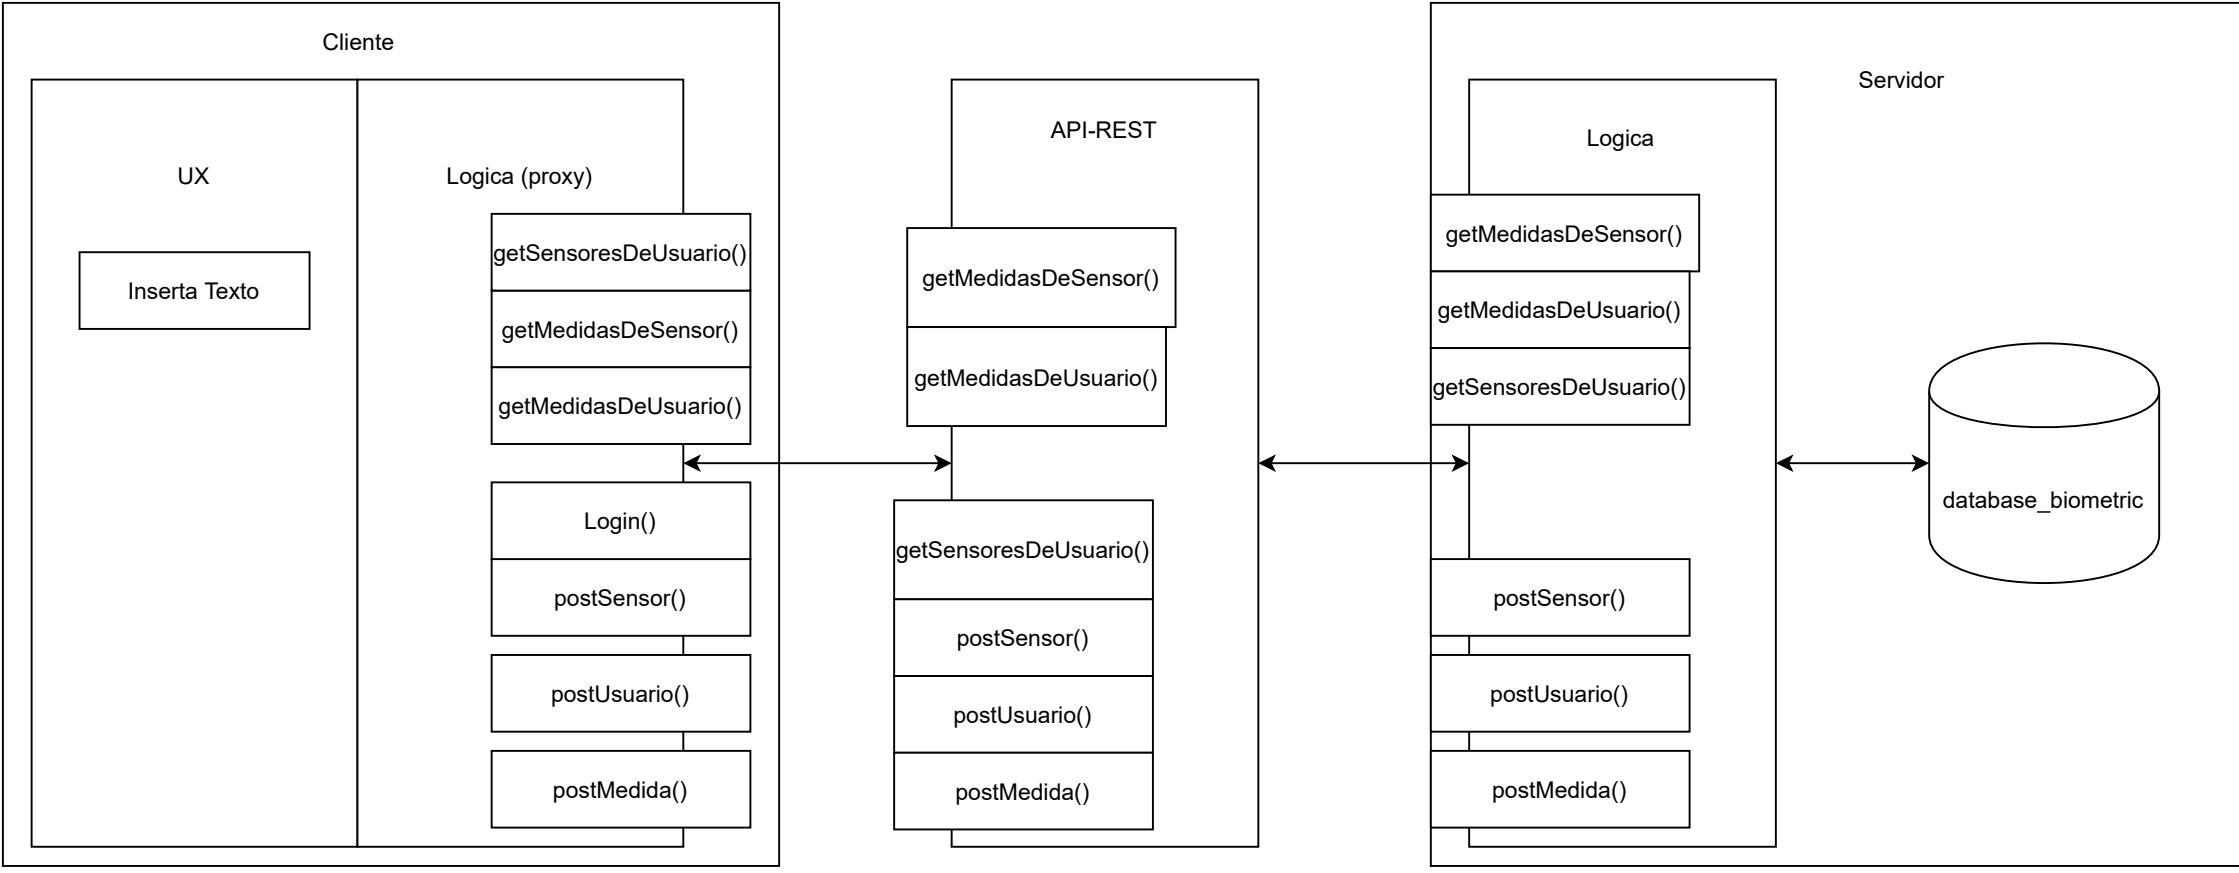 Cliente
UX
Inserta Texto
Logica (proxy)
getSensoresDeUsuario()
getMedidasDeSensor()
getMedidasDeUsuario()
Login()
postSensor()
postUsuario()
postMedida()
API-REST
getMedidasDeSensor()
getMedidasDeUsuario()
getSensoresDeUsuario()
postSensor()
postUsuario()
postMedida()
Servidor
Logica
getMedidasDeSensor()
getMedidasDeUsuario()
getSensoresDeUsuario()
postSensor()
postUsuario()
postMedida()
database_biometric